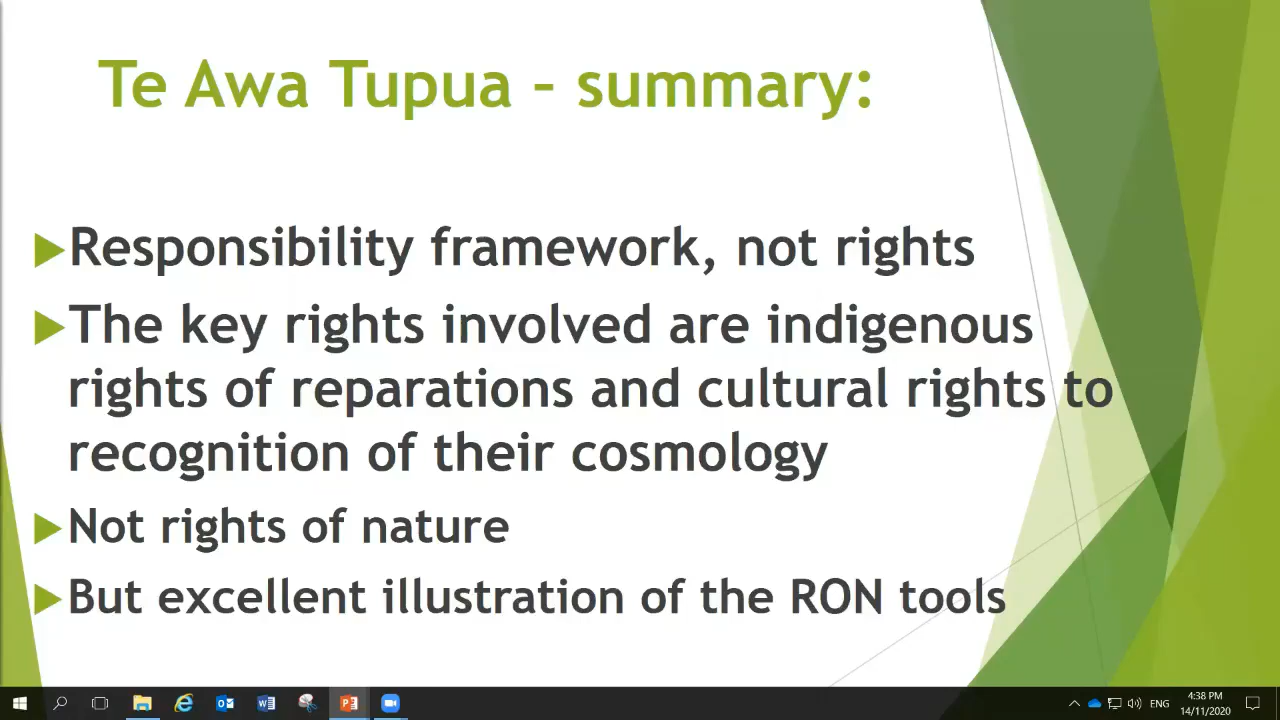 Te Awa Tupua – summary:
Responsibility framework, not rights
The key rights involved are indigenous
rights of reparations and cultural rights to
recognition of their cosmology
Not rights of nature
But excellent illustration of the RON tools
ENG
4:38 PM
14/11/2020